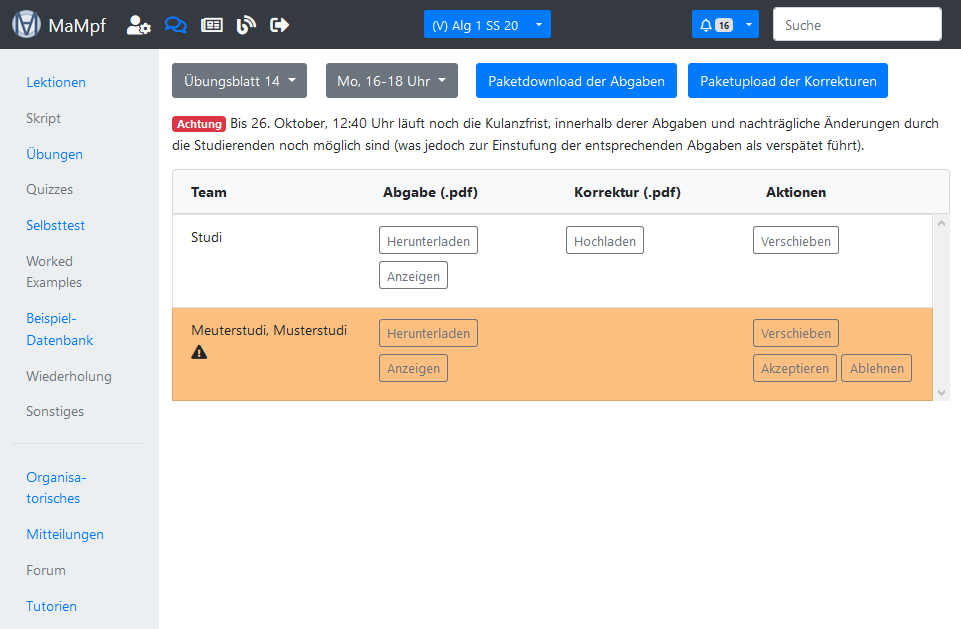 MaMpf (V) Alg 1 SS 20 16 Suche
Lektionen
Skript
Übungen
Quizzes
Selbsttest
Worked
Examples
Beispiel-
Datenbank
Wiederholung
Sonstiges
Organisa-
torisches
Mitteilungen
Forum
Tutorien
Übungsblatt 14 Mo, 16-18 Uhr Paketdownload der Abgaben Paketupload der Korrekturen
Achtung Bis 26. Oktober, 12:40 Uhr läuft noch die Kulanzfrist, innerhalb derer Abgaben und nachträgliche Änderungen durch
die Studierenden noch möglich sind (was jedoch zur Einstufung der entsprechenden Abgaben als verspätet führt).
Team Abgabe (.pdf) Korrektur (.pdf) Aktionen
Studi Herunterladen Hochladen Verschieben
Anzeigen
Meuterstudi, Musterstudi Herunterladen Verschieben
Anzeigen Akzeptieren Ablehnen